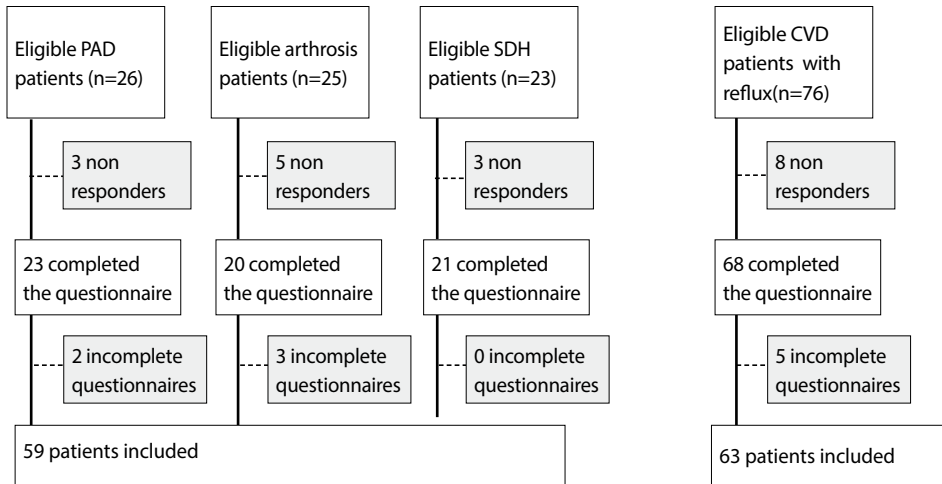 Eligible PAD
patients (n=26)
Eligible arthrosis
patients (n=25)
Eligible SDH
patients (n=23)
Eligible CVD
patients with
reflux(n=76)
3 non
responders
5 non
responders
3 non
responders
8 non
responders
23 completed
the questionnaire
20 completed
the questionnaire
21 completed
the questionnaire
68 completed
the questionnaire
2 incomplete
questionnaires
3 incomplete
questionnaires
0 incomplete
questionnaires
5 incomplete
questionnaires
59 patients included
63 patients included